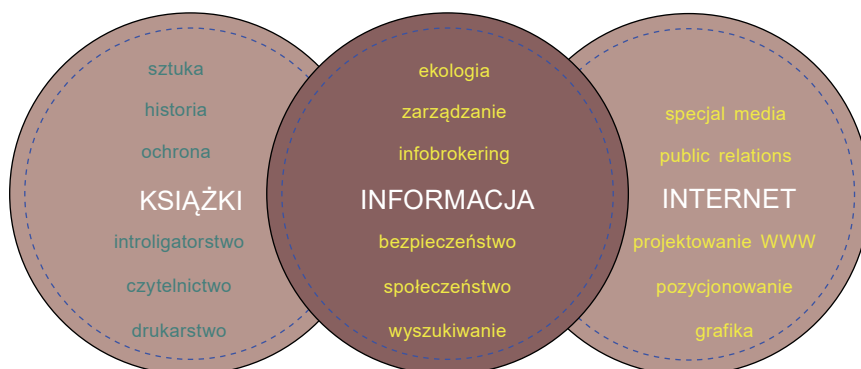 sztuka
historia
ochrona
KSIĄŻKI
introligatorstwo
czytelnictwo
drukarstwo
ekologia
zarządzanie
infobrokering
INFORMACJA
bezpieczeństwo
społeczeństwo
wyszukiwanie
specjal media
public relations
INTERNET
projektowanie WWW
pozycjonowanie
grafika